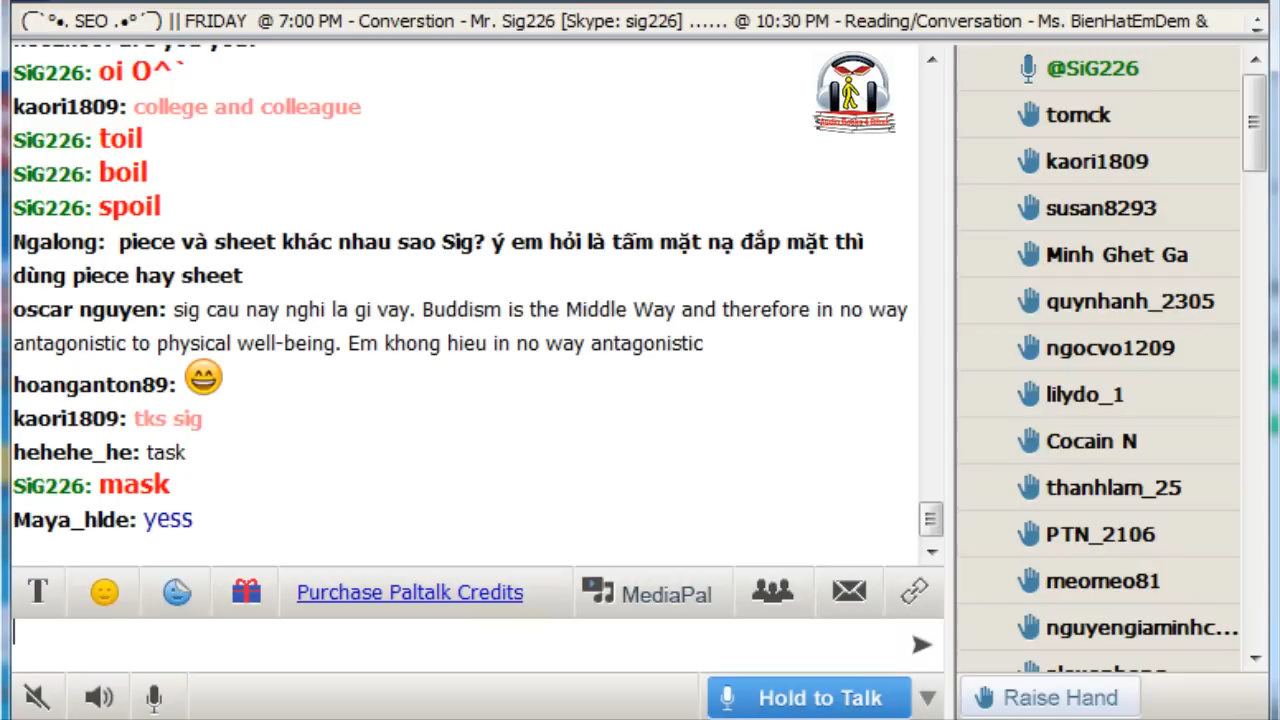 (¯`°•. SEO .•°´¯) || FRIDAY @ 7:00 PM - Converstion - Mr. Sig226 [Skype: sig226] ...... @ 10:30 PM - Reading/Conversation - Ms. BienHatEmDem &
SiG226: oi O^`
kaori1809: college and colleague
SiG226: toil
SiG226: boil
SiG226: spoil
Ngalong: piece và sheet khác nhau sao Sig? ý em hỏi là tấm mặt nạ đắp mặt thì
dùng piece hay sheet
oscar nguyen: sig cau nay nghi la gi vay. Buddism is the Middle Way and therefore in no way
antagonistic to physical well-being. Em khong hieu in no way antagonistic
hoanganton89:
kaori1809: tks sig
hehehe_he: task
SiG226: mask
Maya_hlde: yess
Purchase Paltalk Credits
MediaPal
Hold to Talk
@SiG226
tomck
kaori1809
susan8293
Minh Ghet Ga
quynhanh_2305
ngocvo1209
lilydo_1
Cocain N
thanhlam_25
PTN_2106
meomeo81
nguyengiaminhc...
Raise Hand